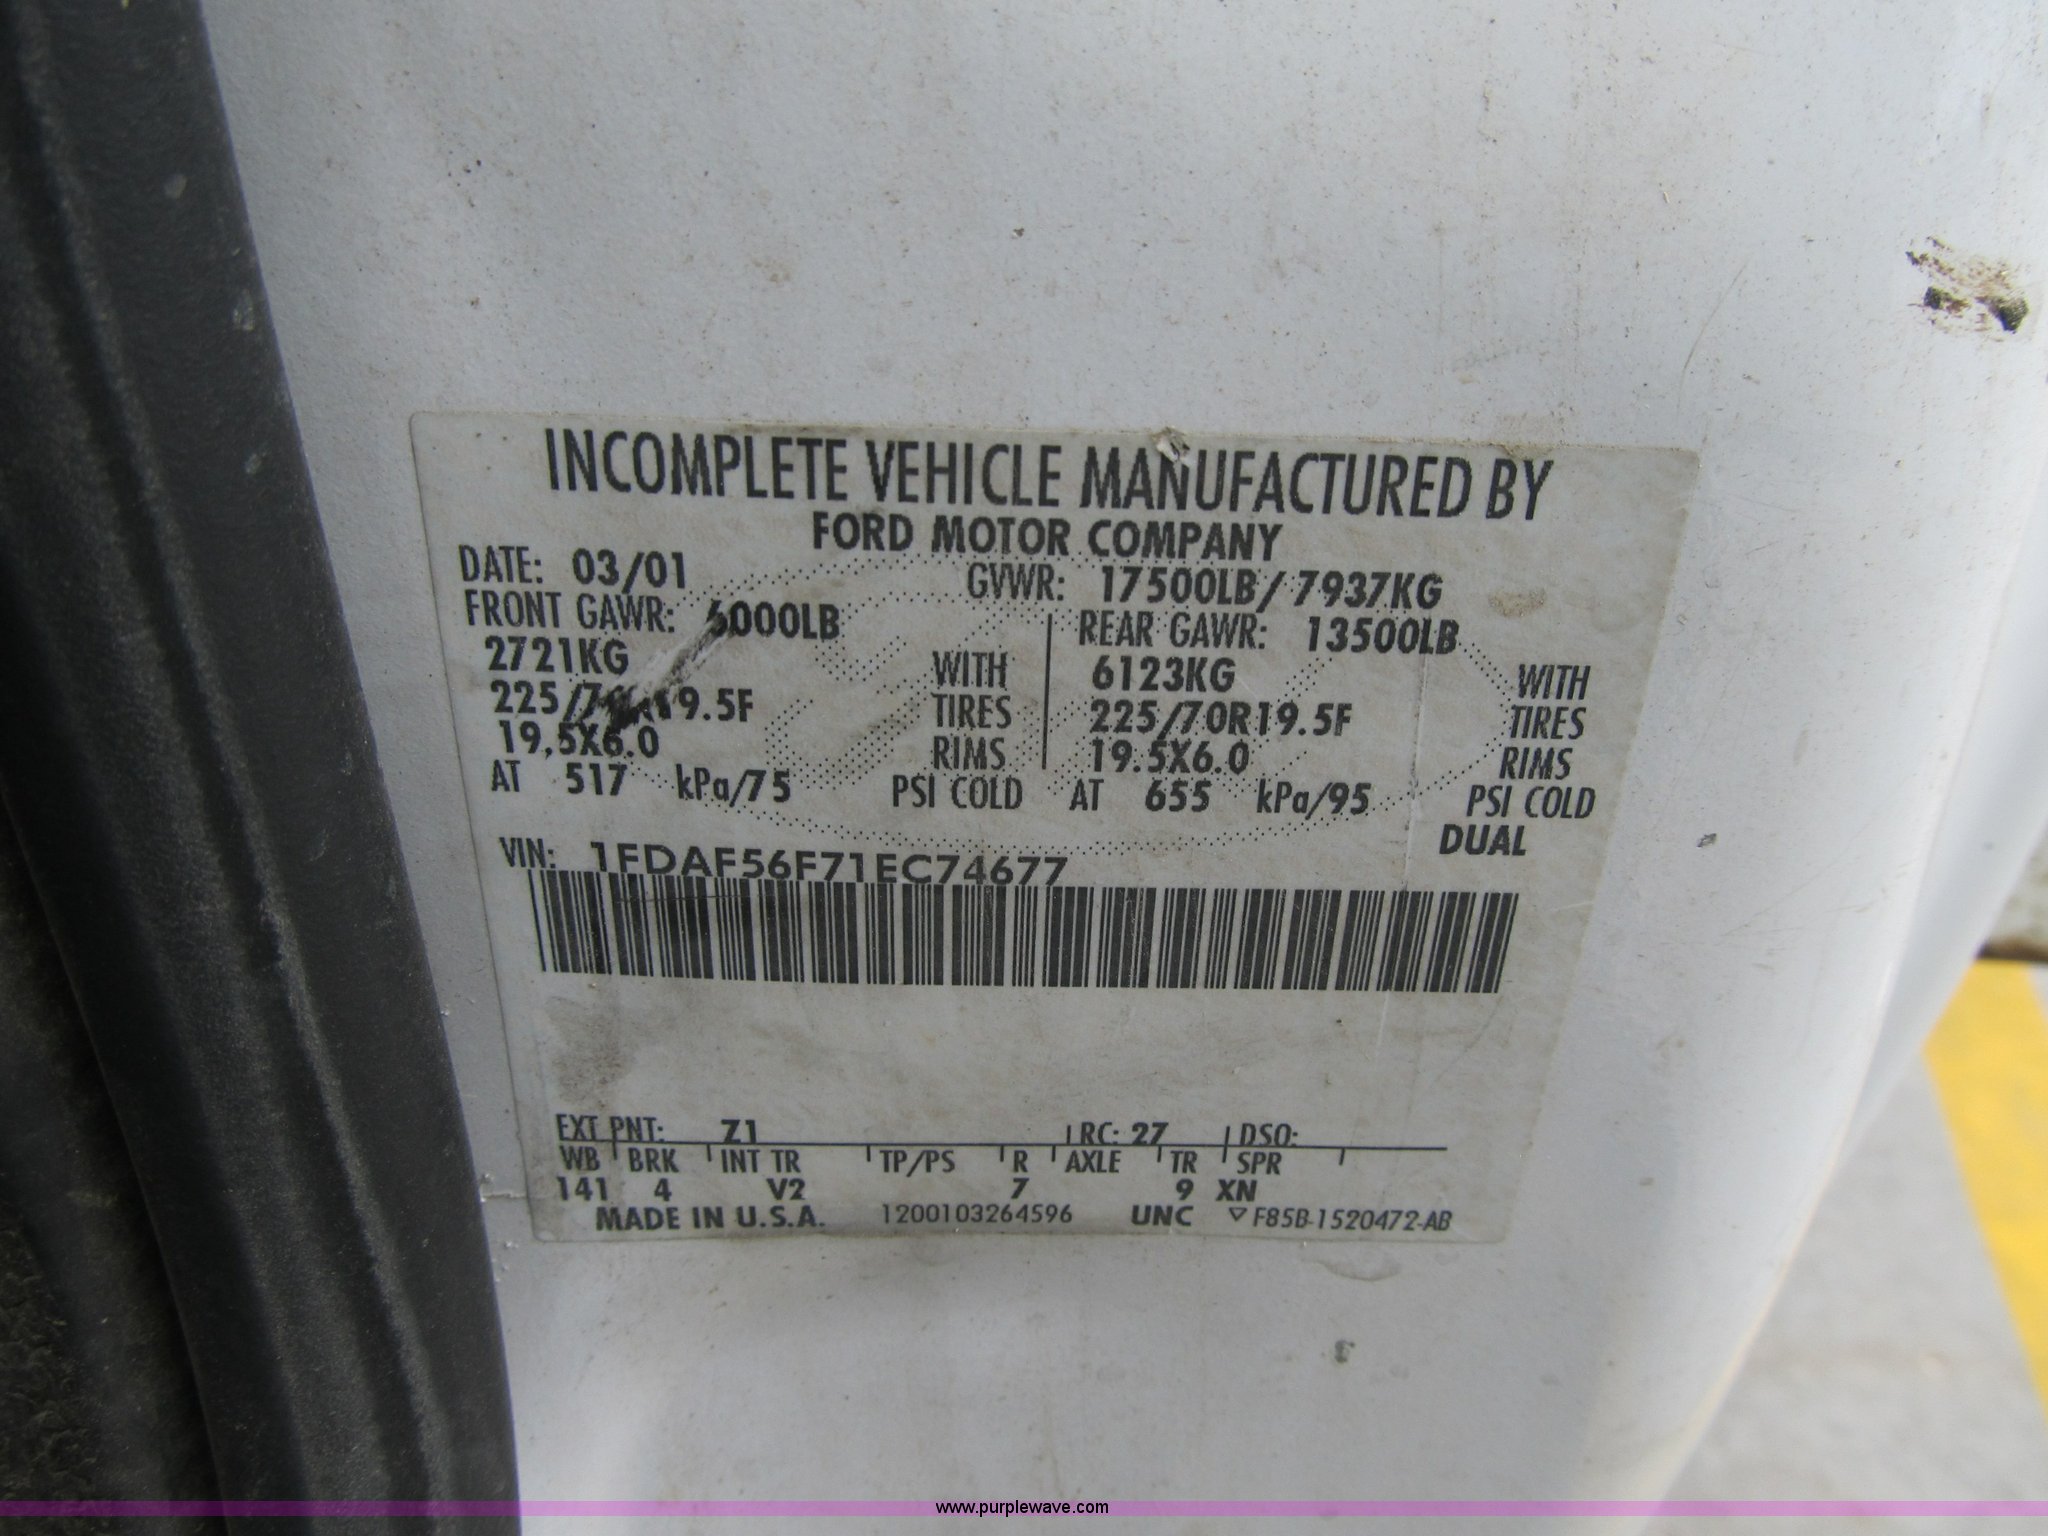 INCOMPLETE VEHICLE MANUFACTURED BY
FORD MOTOR COMPANY
DATE: 03/01 GVWR: 17500LB/ 7937KG
FRONT GAWR: 6000LB REAR GAWR: 13500LB
2721KG WITH 6123KG WITH
225/70R19.5F TIRES 225/70R19.5F TIRES
19.5X6.0 RIMS 19.5X6.0 RIMS
AT 517 kPa/75 PSI COLD AT 655 kPa/95 PSI COLD
DUAL
VIN: 1FDAF56F71EC74677
EXT PNT: Z1 RC: 27 DSO:
WB BRK INT TR TP/PS R AXLE TR SPR
141 4 V2 7 9 XN
MADE IN U.S.A. 1200103264596 UNC ▽ F85B-1520472-AB
www.purplewave.com